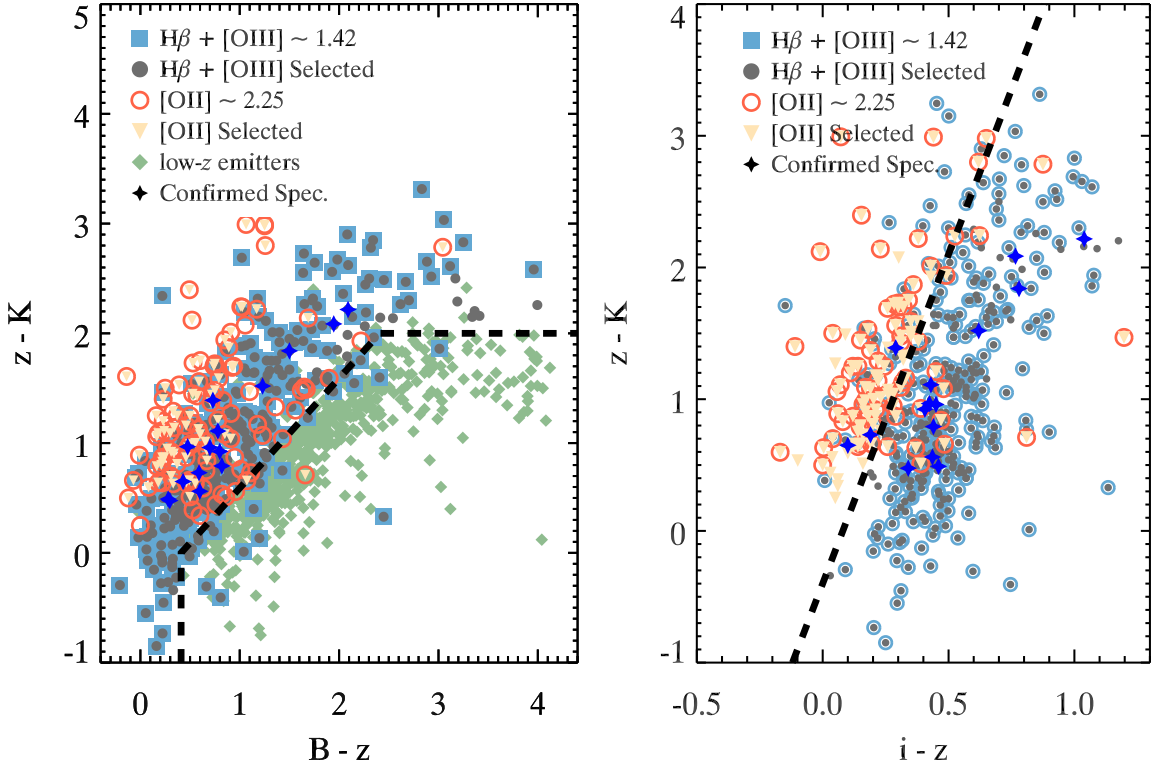 5
4
3
2
1
0
-1
z - K
Hβ + [OIII] ~ 1.42
Hβ + [OIII] Selected
[OII] ~ 2.25
[OII] Selected
low-z emitters
Confirmed Spec.
0 1 2 3 4
B - z
4
3
2
1
0
-1
z - K
Hβ + [OIII] ~ 1.42
Hβ + [OIII] Selected
[OII] ~ 2.25
[OII] Selected
Confirmed Spec.
-0.5 0.0 0.5 1.0
i - z